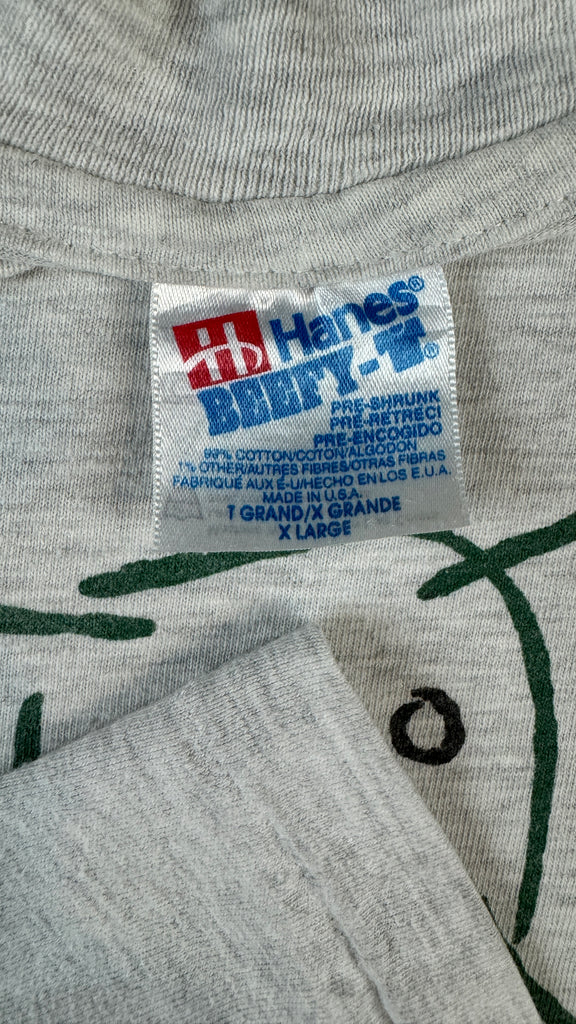 Hanes®
BEEFY-T®
PRE-SHRUNK
PRE-RETRECI
PRE-ENCOGIDO
99% COTTON/COTON/ALGODON
1% OTHER/AUTRES FIBRES/OTRAS FIBRAS
FABRIQUÉ AUX É-U/HECHO EN LOS E.U.A.
MADE IN U.S.A.
T GRAND/X GRANDE
X LARGE